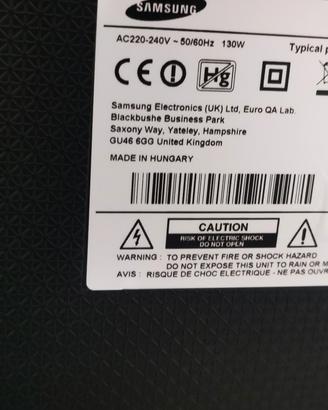 SAMSUNG
AC220-240V ~ 50/60Hz 130W
Typical
Hg
Samsung Electronics (UK) Ltd, Euro QA Lab.
Blackbushe Business Park
Saxony Way, Yateley, Hampshire
GU46 6GG United Kingdom
MADE IN HUNGARY
CAUTION
RISK OF ELECTRIC SHOCK
DO NOT OPEN
WARNING : TO PREVENT FIRE OR SHOCK HAZARD
DO NOT EXPOSE THIS UNIT TO RAIN OR M
AVIS : RISQUE DE CHOC ELECTRIQUE - NE PAS OUVR